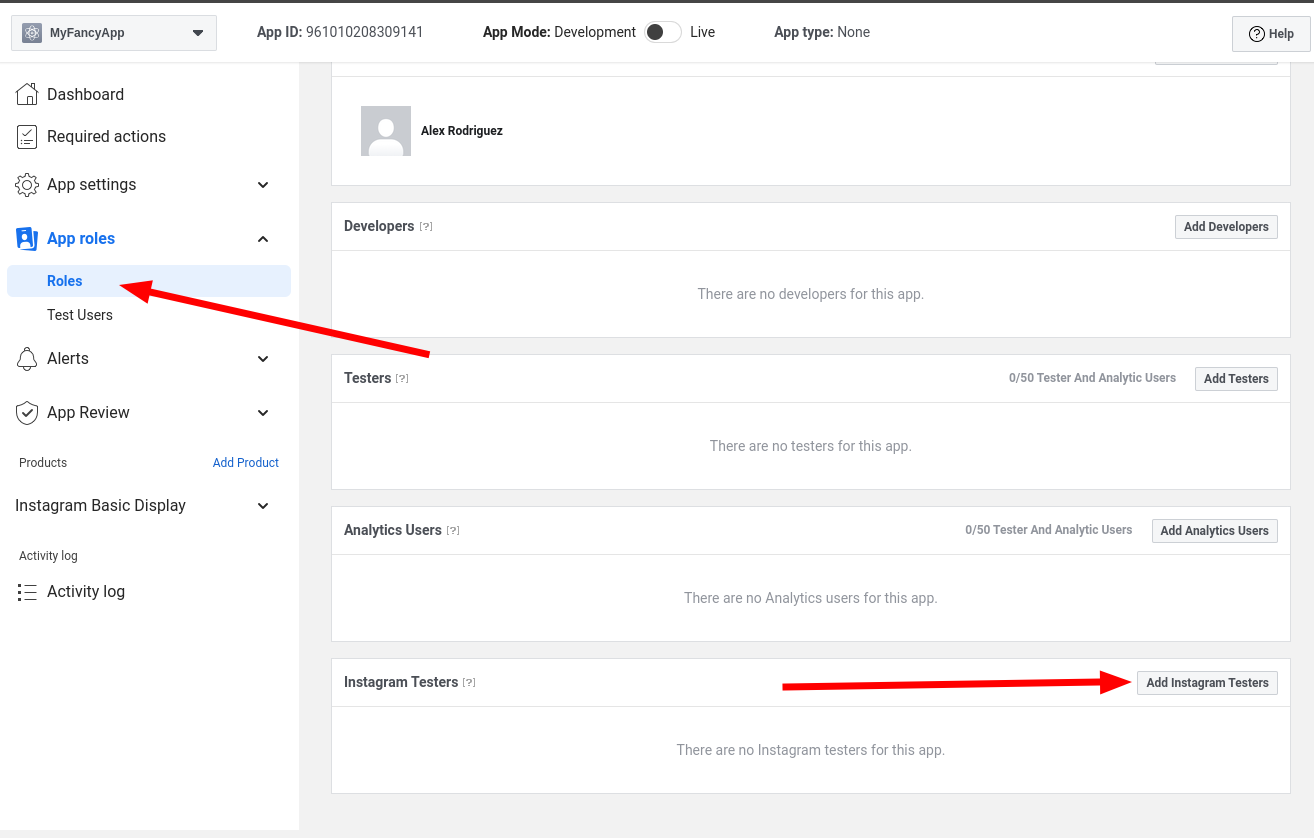 MyFancyApp
App ID: 961010208309141
App Mode: Development
Live
App type: None
Help
Dashboard
Required actions
App settings
App roles
Roles
Test Users
Alerts
App Review
Products
Add Product
Instagram Basic Display
Activity log
Activity log
Alex Rodriguez
Developers [?]
Add Developers
There are no developers for this app.
Testers [?]
0/50 Tester And Analytic Users
Add Testers
There are no testers for this app.
Analytics Users [?]
0/50 Tester And Analytic Users
Add Analytics Users
There are no Analytics users for this app.
Instagram Testers [?]
Add Instagram Testers
There are no Instagram testers for this app.